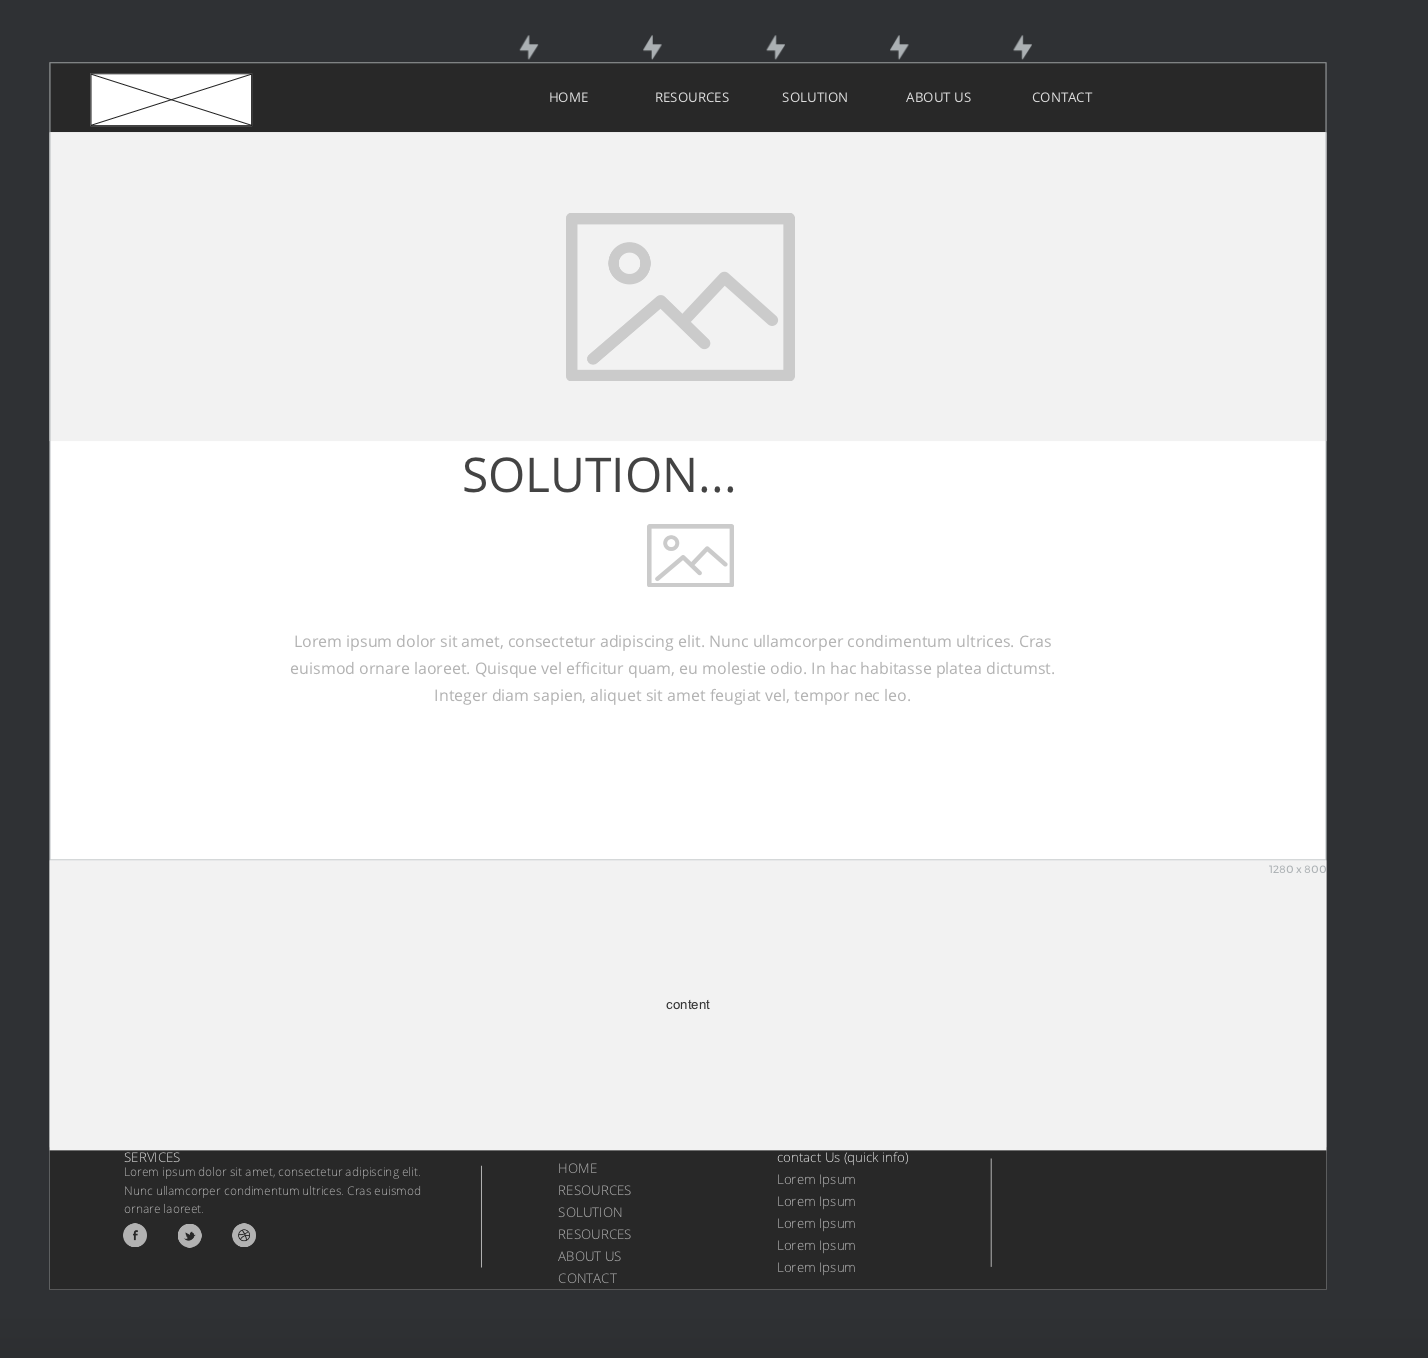 HOME
RESOURCES
SOLUTION
ABOUT US
CONTACT
SOLUTION...
Lorem ipsum dolor sit amet, consectetur adipiscing elit. Nunc ullamcorper condimentum ultrices. Cras
euismod ornare laoreet. Quisque vel efficitur quam, eu molestie odio. In hac habitasse platea dictumst.
Integer diam sapien, aliquet sit amet feugiat vel, tempor nec leo.
1280 x 800
content
SERVICES
Lorem ipsum dolor sit amet, consectetur adipiscing elit.
Nunc ullamcorper condimentum ultrices. Cras euismod
ornare laoreet.
HOME
RESOURCES
SOLUTION
RESOURCES
ABOUT US
CONTACT
contact Us (quick info)
Lorem Ipsum
Lorem Ipsum
Lorem Ipsum
Lorem Ipsum
Lorem Ipsum